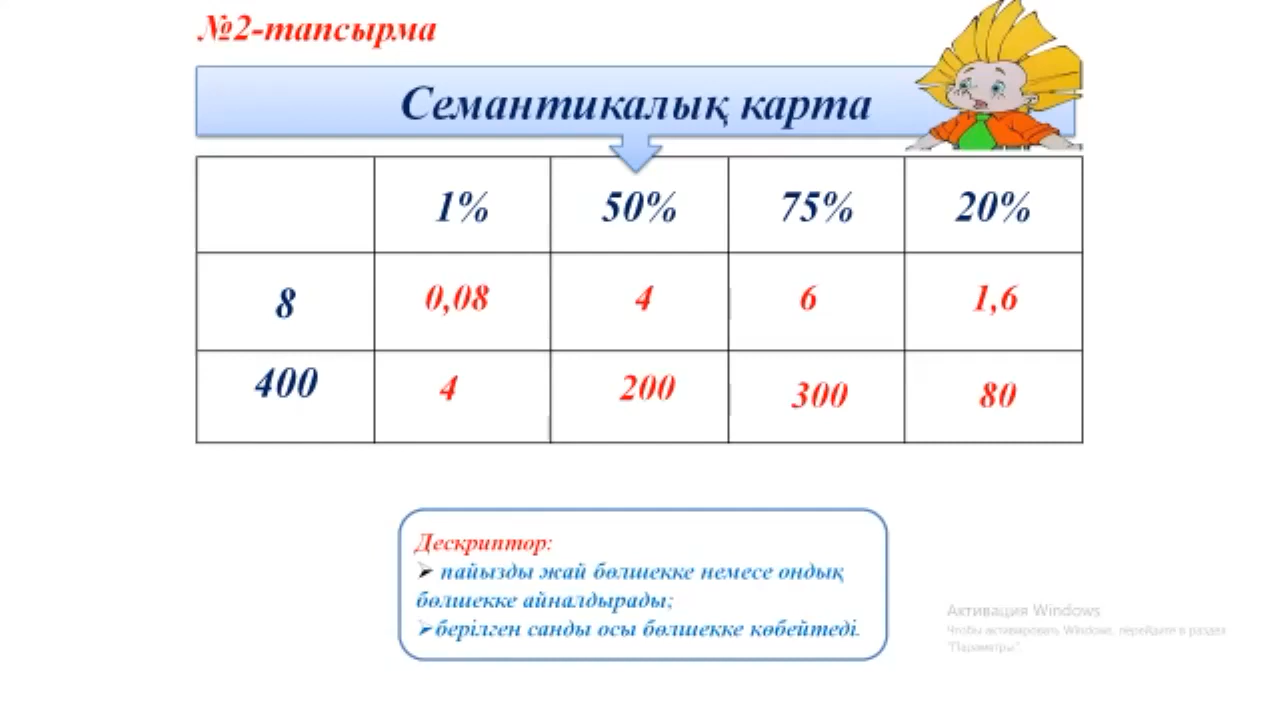 №2-тапсырма
Семантикалық карта
1% 50% 75% 20%
8 0,08 4 6 1,6
400 4 200 300 80
Дескриптор:
➢ пайызды жай бөлшекке немесе ондық
бөлшекке айналдырады;
➢берілген санды осы бөлшекке көбейтеді.
Активация Windows
Чтобы активировать Windows, перейдите в раздел
"Параметры".